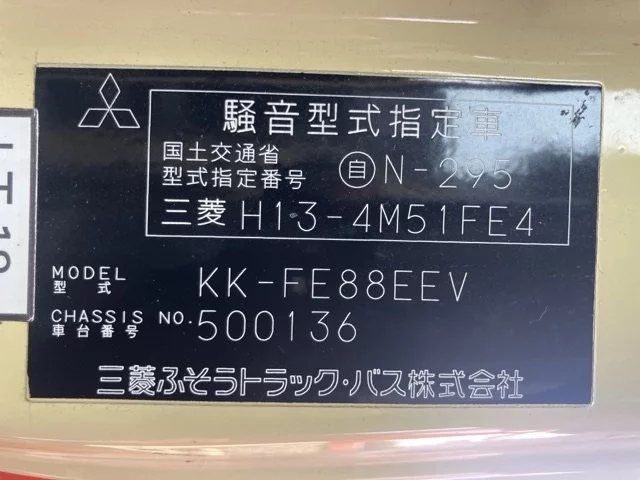 騒音型式指定車
国土交通省
型式指定番号 自N-295
三菱 H13-4M51FE4
MODEL
型式 KK-FE88EEV
CHASSIS NO.
車台番号 500136
三菱ふそうトラック・バス株式会社